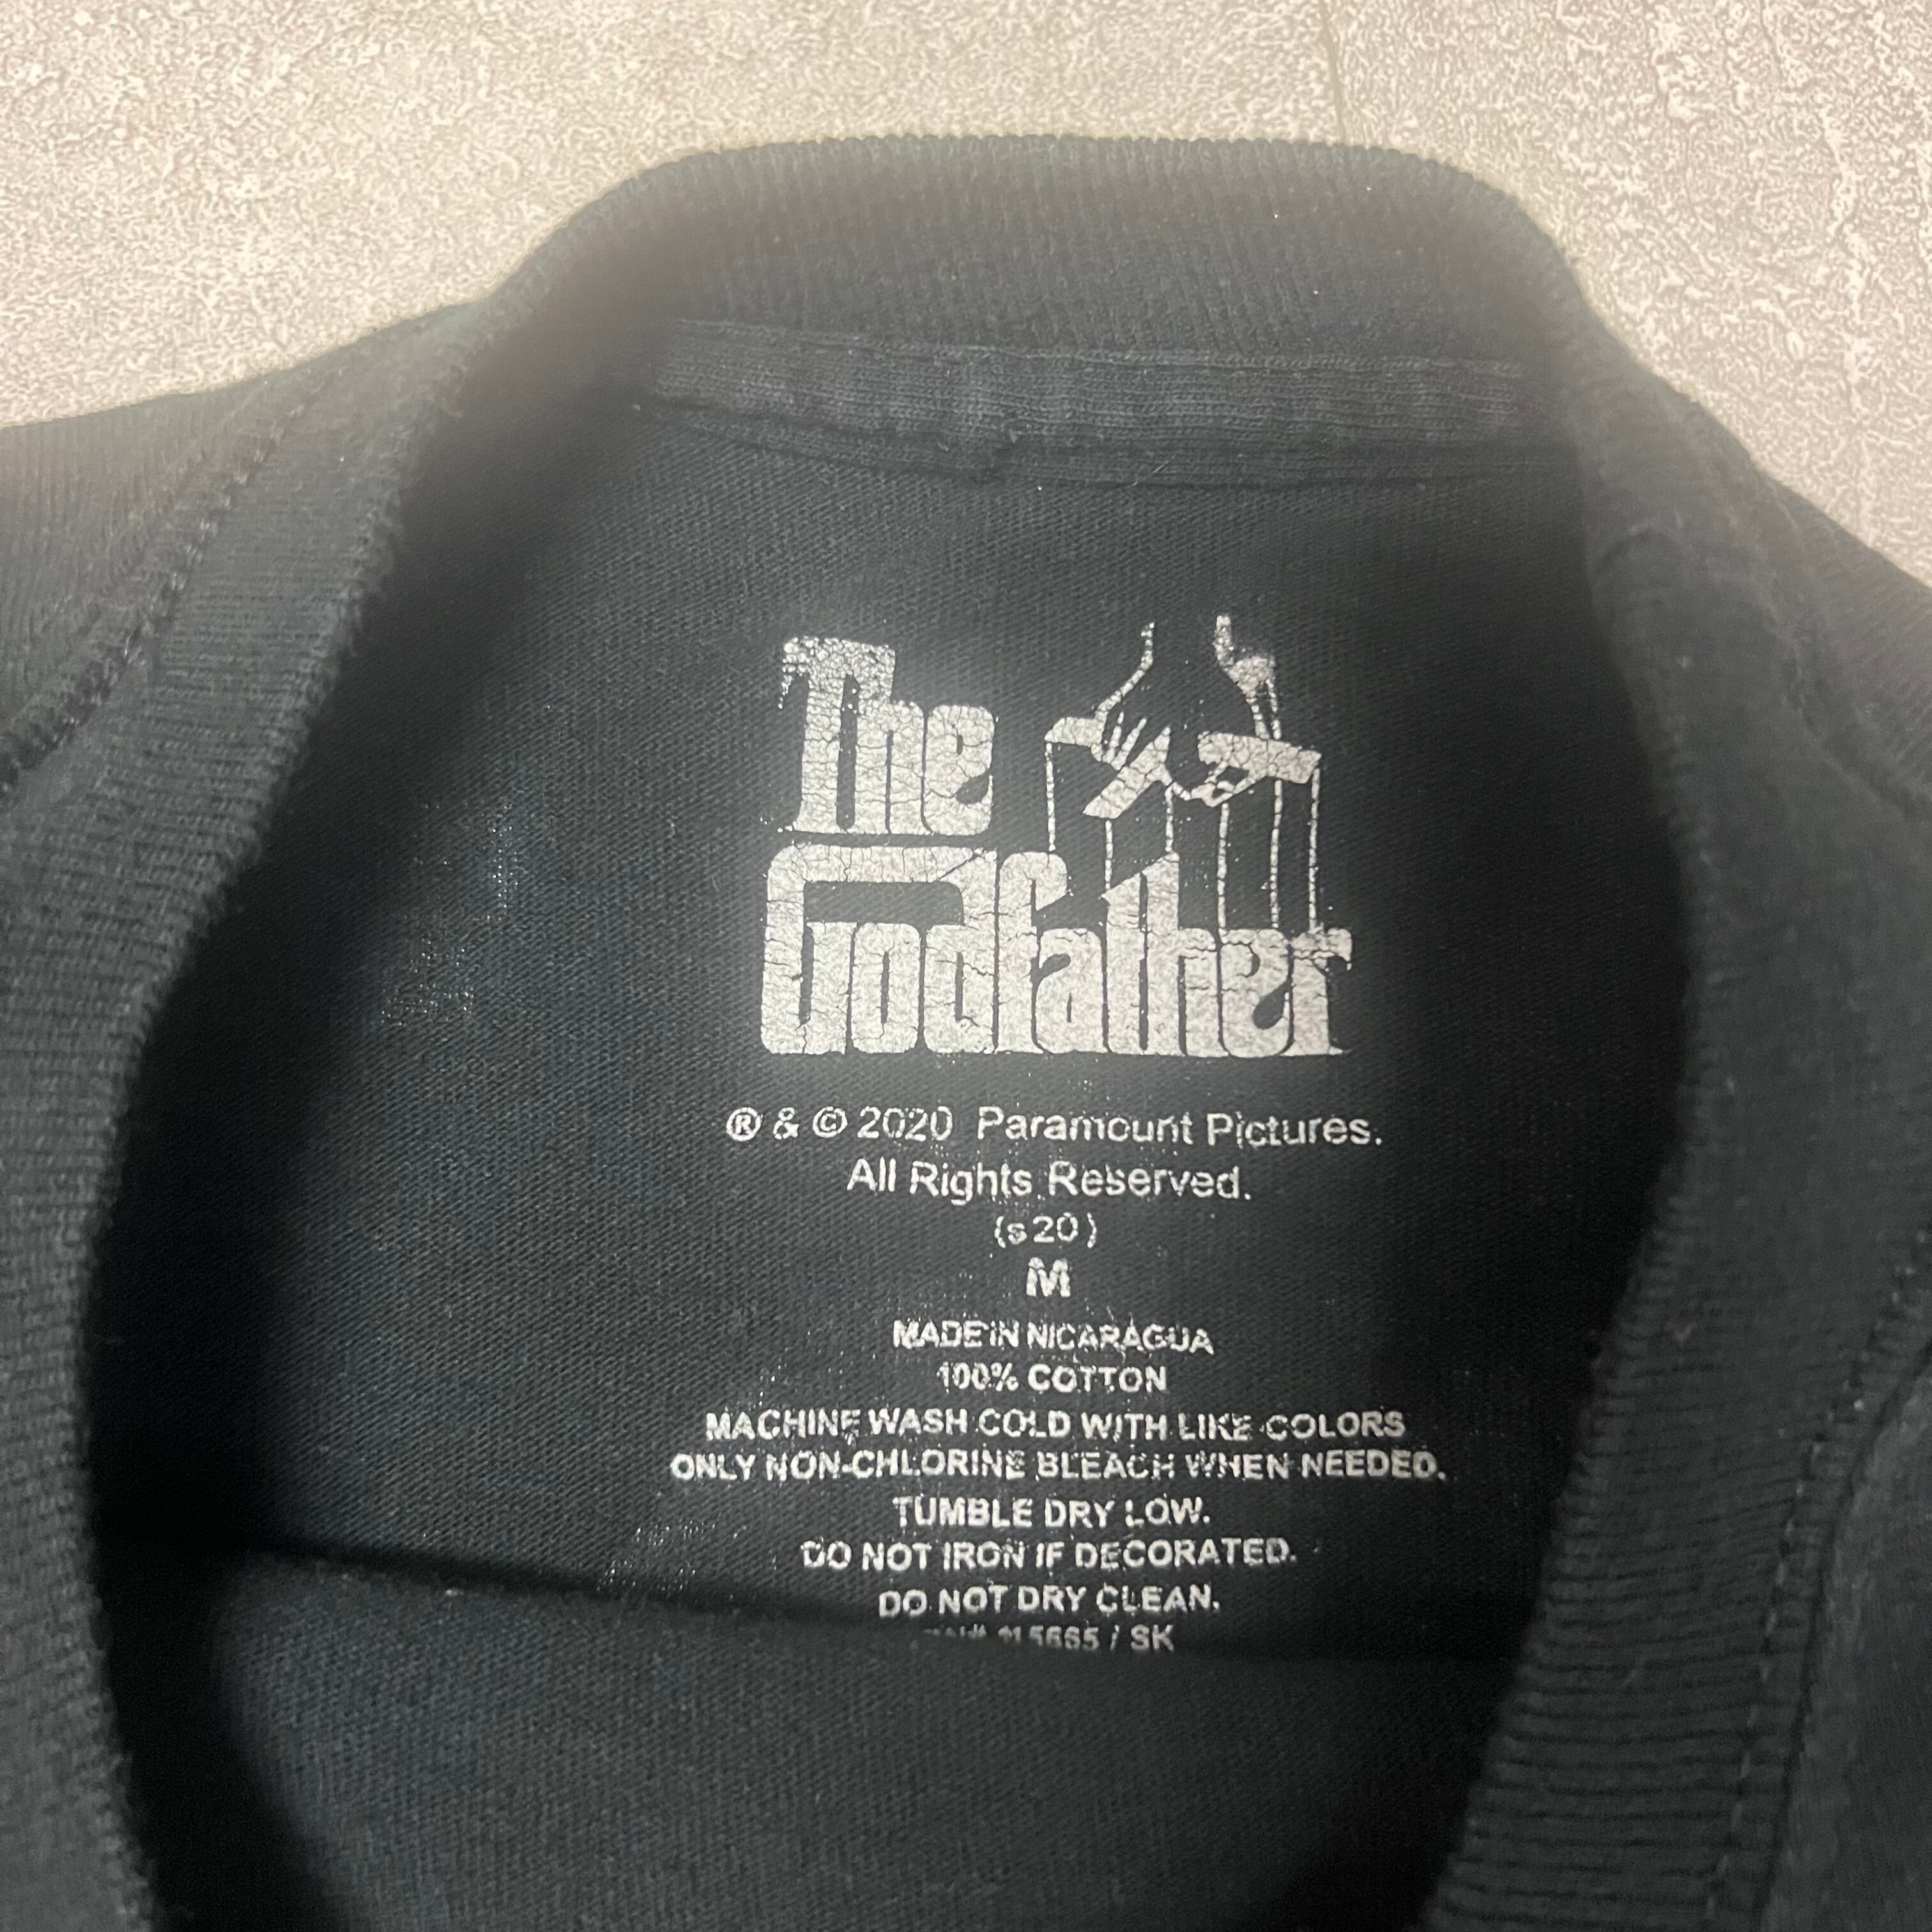 The
Godfather
® & © 2020 Paramount Pictures.
All Rights Reserved.
(s20)
M
MADE IN NICARAGUA
100% COTTON
MACHINE WASH COLD WITH LIKE COLORS
ONLY NON-CHLORINE BLEACH WHEN NEEDED.
TUMBLE DRY LOW.
DO NOT IRON IF DECORATED.
DO NOT DRY CLEAN.
/ SK